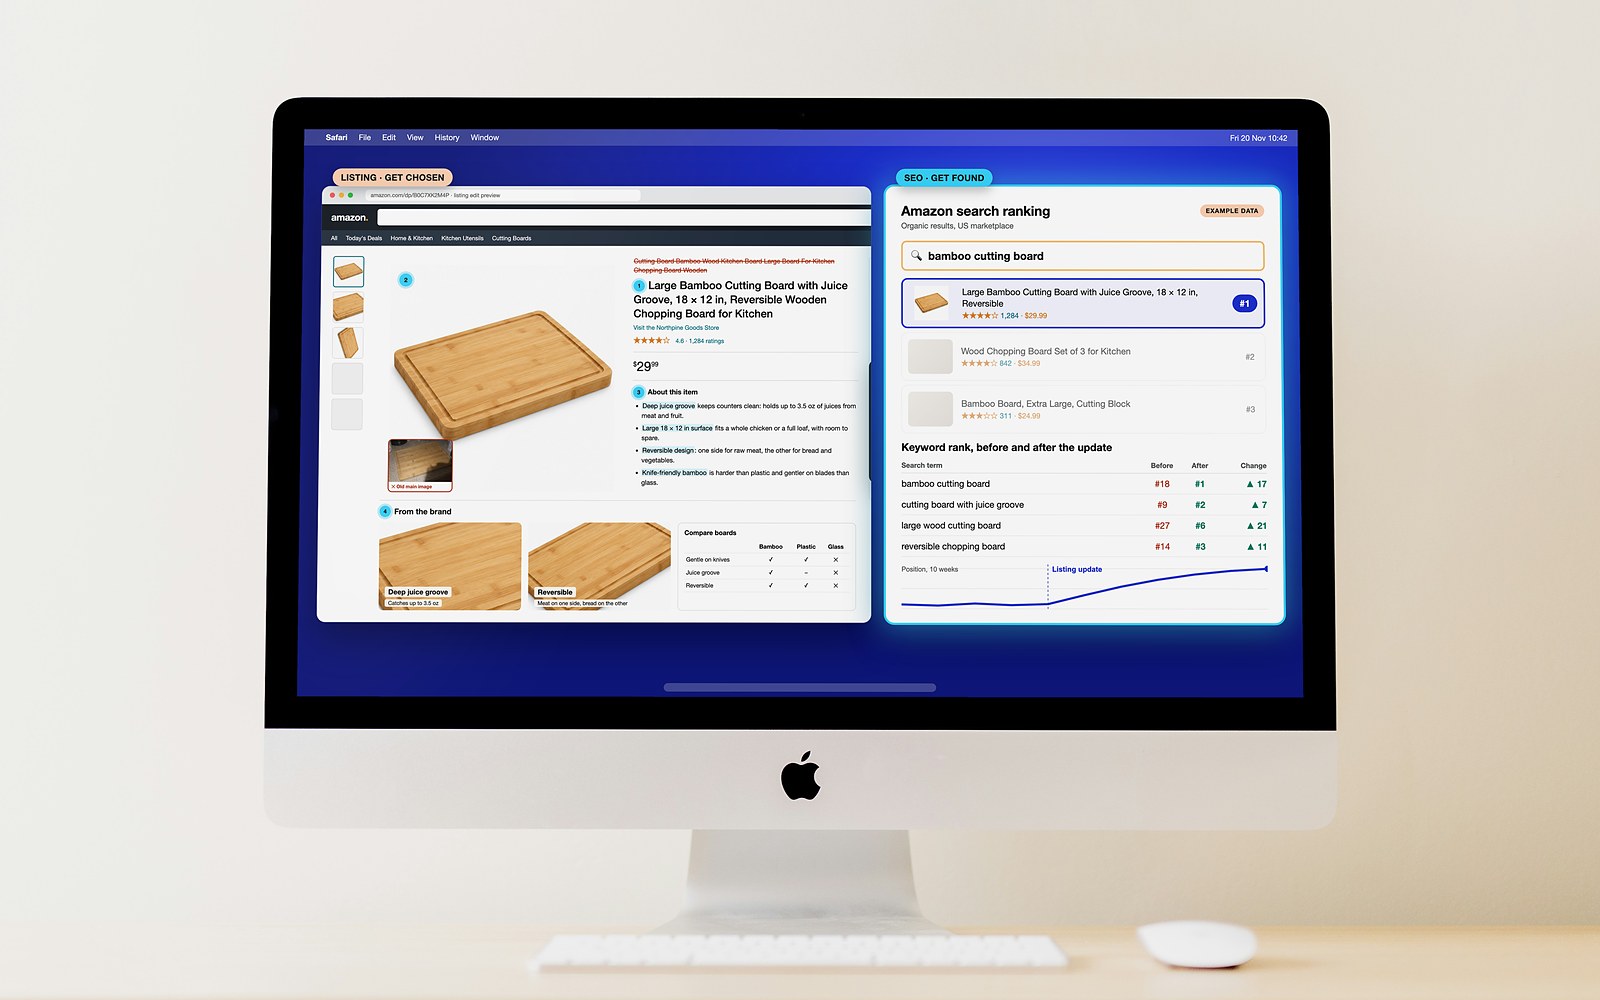 Safari File Edit View History Window
Fri 20 Nov 10:42
LISTING · GET CHOSEN
amazon.com/dp/B0C7XK2M4P · listing edit preview
amazon.
All Today's Deals Home & Kitchen Kitchen Utensils Cutting Boards
2
Cutting Board Bamboo Wood Kitchen Board Large Board For Kitchen
Chopping Board Wooden
1 Large Bamboo Cutting Board with Juice
Groove, 18 × 12 in, Reversible Wooden
Chopping Board for Kitchen
Visit the Northpine Goods Store
★★★★☆ 4.6 · 1,284 ratings
$2999
3 About this item
• Deep juice groove keeps counters clean: holds up to 3.5 oz of juices from
meat and fruit.
• Large 18 × 12 in surface fits a whole chicken or a full loaf, with room to
spare.
• Reversible design: one side for raw meat, the other for bread and
vegetables.
• Knife-friendly bamboo is harder than plastic and gentler on blades than
glass.
✕ Old main image
4 From the brand
Deep juice groove
Catches up to 3.5 oz
Reversible
Meat on one side, bread on the other
Compare boards
Bamboo Plastic Glass
Gentle on knives ✓ ✓ ✕
Juice groove ✓ – ✕
Reversible ✓ ✓ ✕
SEO · GET FOUND
Amazon search ranking
EXAMPLE DATA
Organic results, US marketplace
bamboo cutting board
Large Bamboo Cutting Board with Juice Groove, 18 × 12 in,
Reversible
★★★★☆ 1,284 · $29.99
#1
Wood Chopping Board Set of 3 for Kitchen
★★★★☆ 842 · $34.99
#2
Bamboo Board, Extra Large, Cutting Block
★★★☆☆ 311 · $24.99
#3
Keyword rank, before and after the update
Search term Before After Change
bamboo cutting board #18 #1 ▲ 17
cutting board with juice groove #9 #2 ▲ 7
large wood cutting board #27 #6 ▲ 21
reversible chopping board #14 #3 ▲ 11
Position, 10 weeks
Listing update